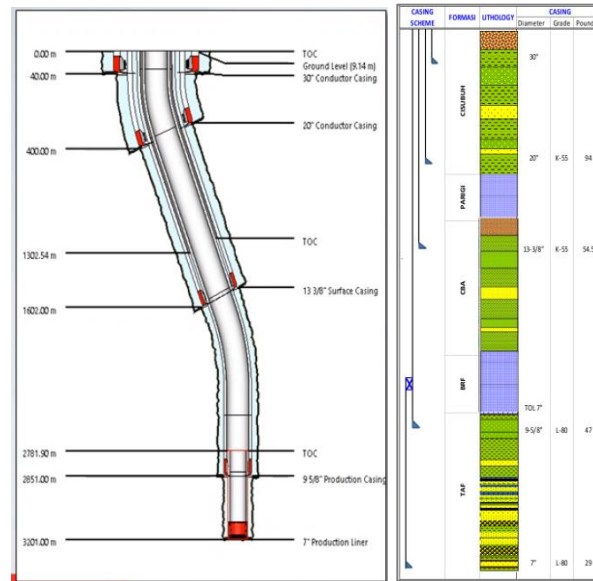 0.00 m
TOC
Ground Level (9.14 m)
40.00 m
30" Conductor Casing
20" Conductor Casing
400.00 m
1302.54 m
TOC
13 3/8" Surface Casing
1602.00 m
2781.90 m
TOC
2851.00 m
9 5/8" Production Casing
3201.00 m
7" Production Liner
CASING
SCHEME
FORMASI
LITHOLOGY
CASING
Diameter
Grade
Pound
CISUBUH
30"
20"
K-55
94
PARIGI
CBA
13-3/8"
K-55
54.5
BRF
TOL 7"
9-5/8"
L-80
47
TAF
7"
L-80
29